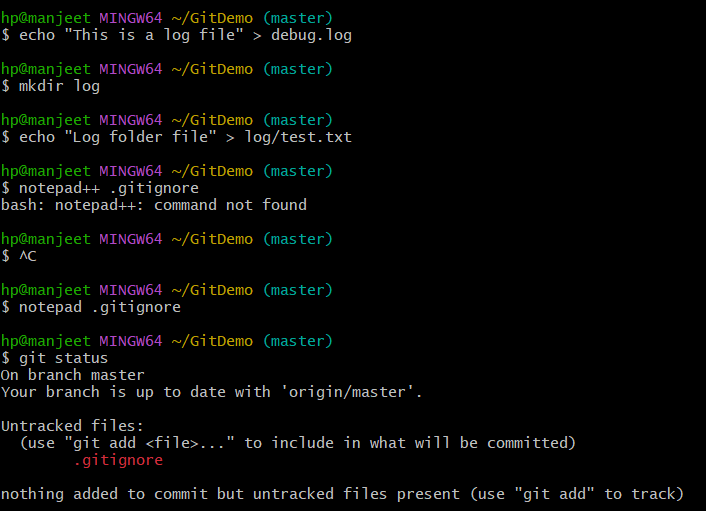 hp@manjeet MINGW64 ~/GitDemo (master)
$ echo "This is a log file" > debug.log
hp@manjeet MINGW64 ~/GitDemo (master)
$ mkdir log
hp@manjeet MINGW64 ~/GitDemo (master)
$ echo "Log folder file" > log/test.txt
hp@manjeet MINGW64 ~/GitDemo (master)
$ notepad++ .gitignore
bash: notepad++: command not found
hp@manjeet MINGW64 ~/GitDemo (master)
$ ^C
hp@manjeet MINGW64 ~/GitDemo (master)
$ notepad .gitignore
hp@manjeet MINGW64 ~/GitDemo (master)
$ git status
On branch master
Your branch is up to date with 'origin/master'.
Untracked files:
  (use "git add <file>..." to include in what will be committed)
        .gitignore
nothing added to commit but untracked files present (use "git add" to track)